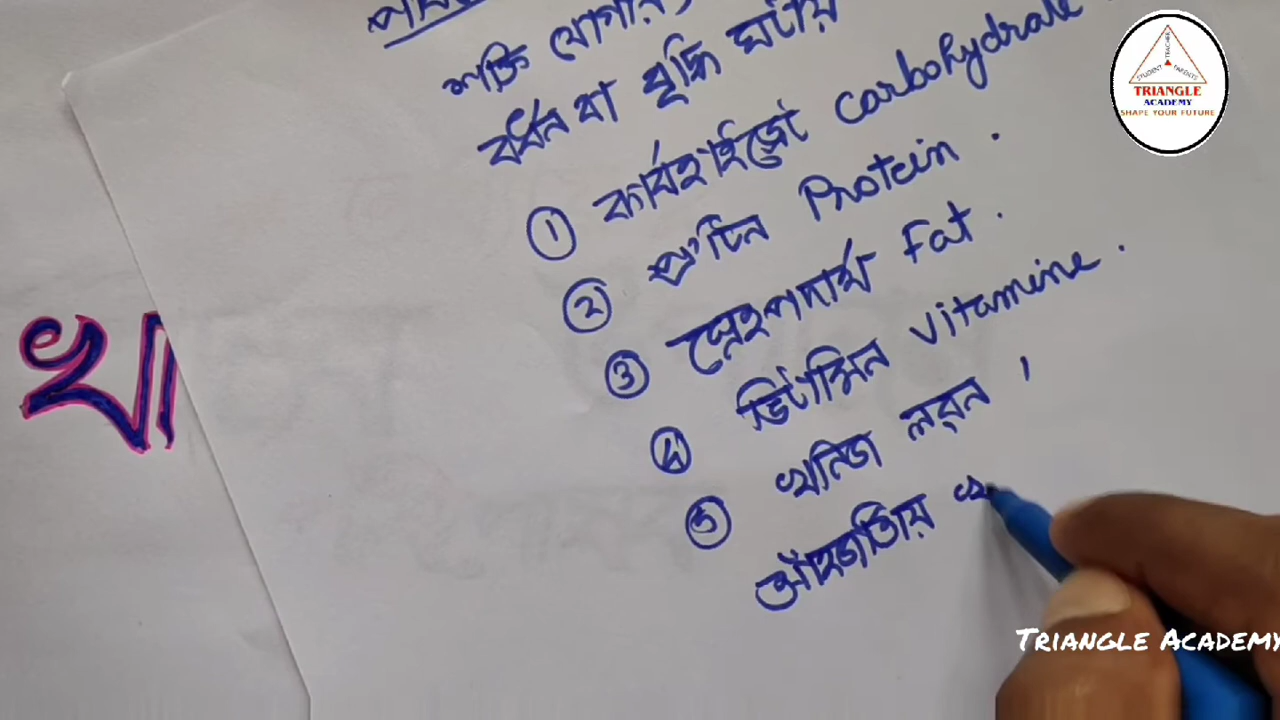 শক্তি যোগায়,
বর্ধন বা বৃদ্ধি ঘটায়
① কার্বহাইড্রো carbohydrate
② প্রোটিন Protein .
③ স্নেহপদার্থ Fat .
④ ভিটামিন Vitamine .
⑤ খনিজ লবন ।
খা
STUDENT TEACHER PARENTS
TRIANGLE
ACADEMY
SHAPE YOUR FUTURE
TRIANGLE ACADEMY